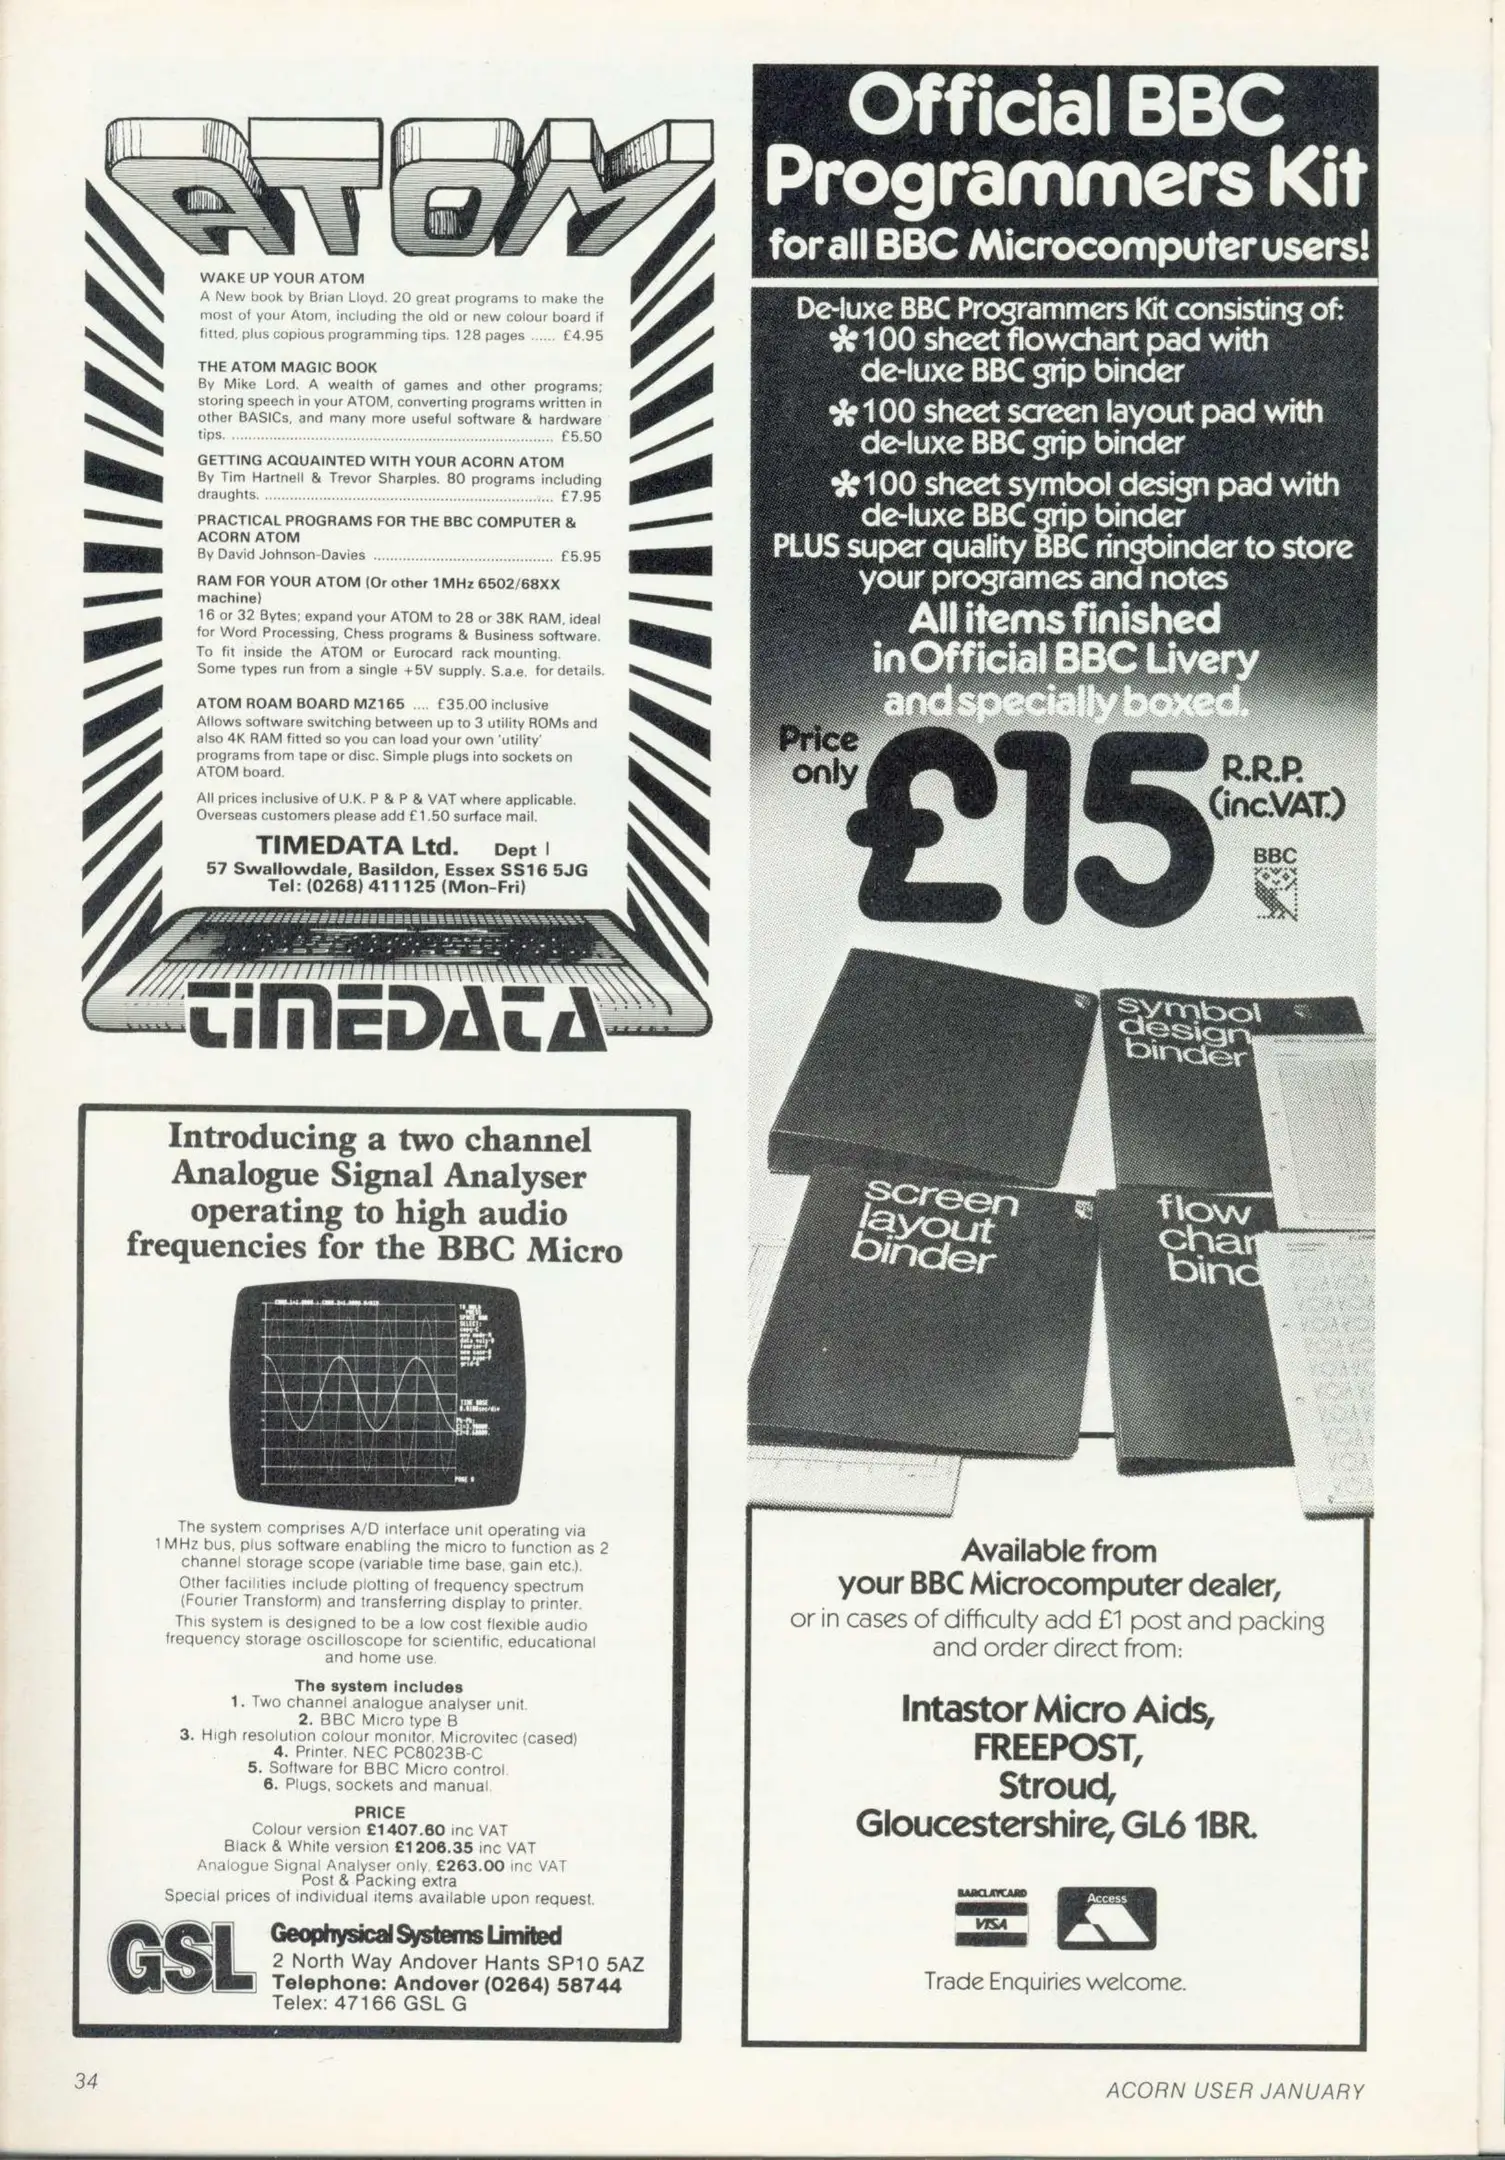 ATOM
WAKE UP YOUR ATOM
A New book by Brian Lloyd. 20 great programs to make the
most of your Atom, including the old or new colour board if
fitted, plus copious programming tips. 128 pages ...... £4.95
THE ATOM MAGIC BOOK
By Mike Lord. A wealth of games and other programs;
storing speech in your ATOM, converting programs written in
other BASICs, and many more useful software & hardware
tips. ............................................................................ £5.50
GETTING ACQUAINTED WITH YOUR ACORN ATOM
By Tim Hartnell & Trevor Sharples. 80 programs including
draughts. ..................................................................... £7.95
PRACTICAL PROGRAMS FOR THE BBC COMPUTER &
ACORN ATOM
By David Johnson-Davies ..................................... £5.95
RAM FOR YOUR ATOM (Or other 1MHz 6502/68XX
machine)
16 or 32 Bytes; expand your ATOM to 28 or 38K RAM, ideal
for Word Processing, Chess programs & Business software.
To fit inside the ATOM or Eurocard rack mounting.
Some types run from a single +5V supply. S.a.e. for details.
ATOM ROAM BOARD MZ165 .... £35.00 inclusive
Allows software switching between up to 3 utility ROMs and
also 4K RAM fitted so you can load your own 'utility'
programs from tape or disc. Simple plugs into sockets on
ATOM board.
All prices inclusive of U.K. P & P & VAT where applicable.
Overseas customers please add £1.50 surface mail.
TIMEDATA Ltd. Dept I
57 Swallowdale, Basildon, Essex SS16 5JG
Tel: (0268) 411125 (Mon-Fri)
TIMEDATA
Introducing a two channel
Analogue Signal Analyser
operating to high audio
frequencies for the BBC Micro
The system comprises A/D interface unit operating via
1MHz bus, plus software enabling the micro to function as 2
channel storage scope (variable time base, gain etc.).
Other facilities include plotting of frequency spectrum
(Fourier Transform) and transferring display to printer.
This system is designed to be a low cost flexible audio
frequency storage oscilloscope for scientific, educational
and home use.
The system includes
1. Two channel analogue analyser unit.
2. BBC Micro type B
3. High resolution colour monitor. Microvitec (cased)
4. Printer. NEC PC8023B-C
5. Software for BBC Micro control.
6. Plugs, sockets and manual.
PRICE
Colour version £1407.60 inc VAT
Black & White version £1206.35 inc VAT
Analogue Signal Analyser only. £263.00 inc VAT
Post & Packing extra
Special prices of individual items available upon request.
GSL
Geophysical Systems Limited
2 North Way Andover Hants SP10 5AZ
Telephone: Andover (0264) 58744
Telex: 47166 GSL G
Official BBC
Programmers Kit
for all BBC Microcomputer users!
De-luxe BBC Programmers Kit consisting of:
*100 sheet flowchart pad with
de-luxe BBC grip binder
*100 sheet screen layout pad with
de-luxe BBC grip binder
*100 sheet symbol design pad with
de-luxe BBC grip binder
PLUS super quality BBC ringbinder to store
your programes and notes
All items finished
in Official BBC Livery
and specially boxed.
Price
only
£15
R.R.P.
(inc.VAT.)
BBC
symbol
design
binder
screen
layout
binder
flow
char
bind
Available from
your BBC Microcomputer dealer,
or in cases of difficulty add £1 post and packing
and order direct from:
Intastor Micro Aids,
FREEPOST,
Stroud,
Gloucestershire, GL6 1BR.
BARCLAYCARD
VISA
Access
Trade Enquiries welcome.
34
ACORN USER JANUARY